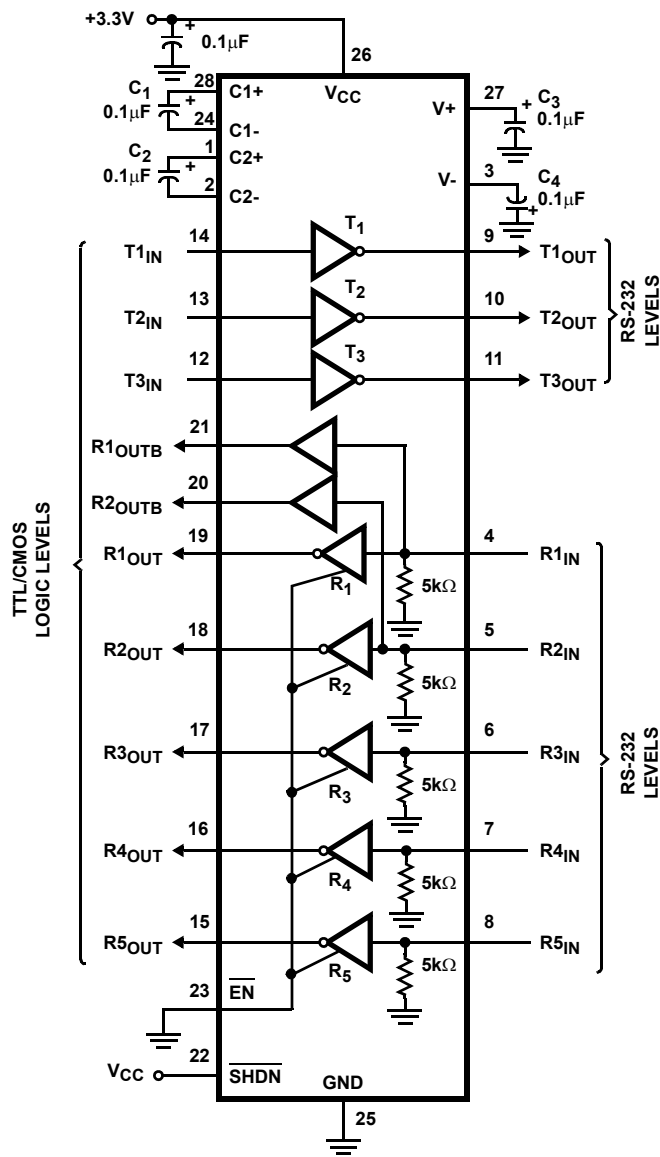 +3.3V
0.1µF
26
C1
0.1µF
28
C1+
VCC
27
V+
C3
0.1µF
24
C1-
C2
0.1µF
1
C2+
2
C2-
3
V-
C4
0.1µF
T1IN
14
T1
9
T1OUT
T2IN
13
T2
10
T2OUT
T3IN
12
T3
11
T3OUT
RS-232
LEVELS
R1OUTB
21
R2OUTB
20
R1OUT
19
R1
4
R1IN
5kΩ
TTL/CMOS
LOGIC LEVELS
R2OUT
18
R2
5
R2IN
5kΩ
R3OUT
17
R3
6
R3IN
5kΩ
RS-232
LEVELS
R4OUT
16
R4
7
R4IN
5kΩ
R5OUT
15
R5
8
R5IN
5kΩ
23
EN
VCC
22
SHDN
GND
25